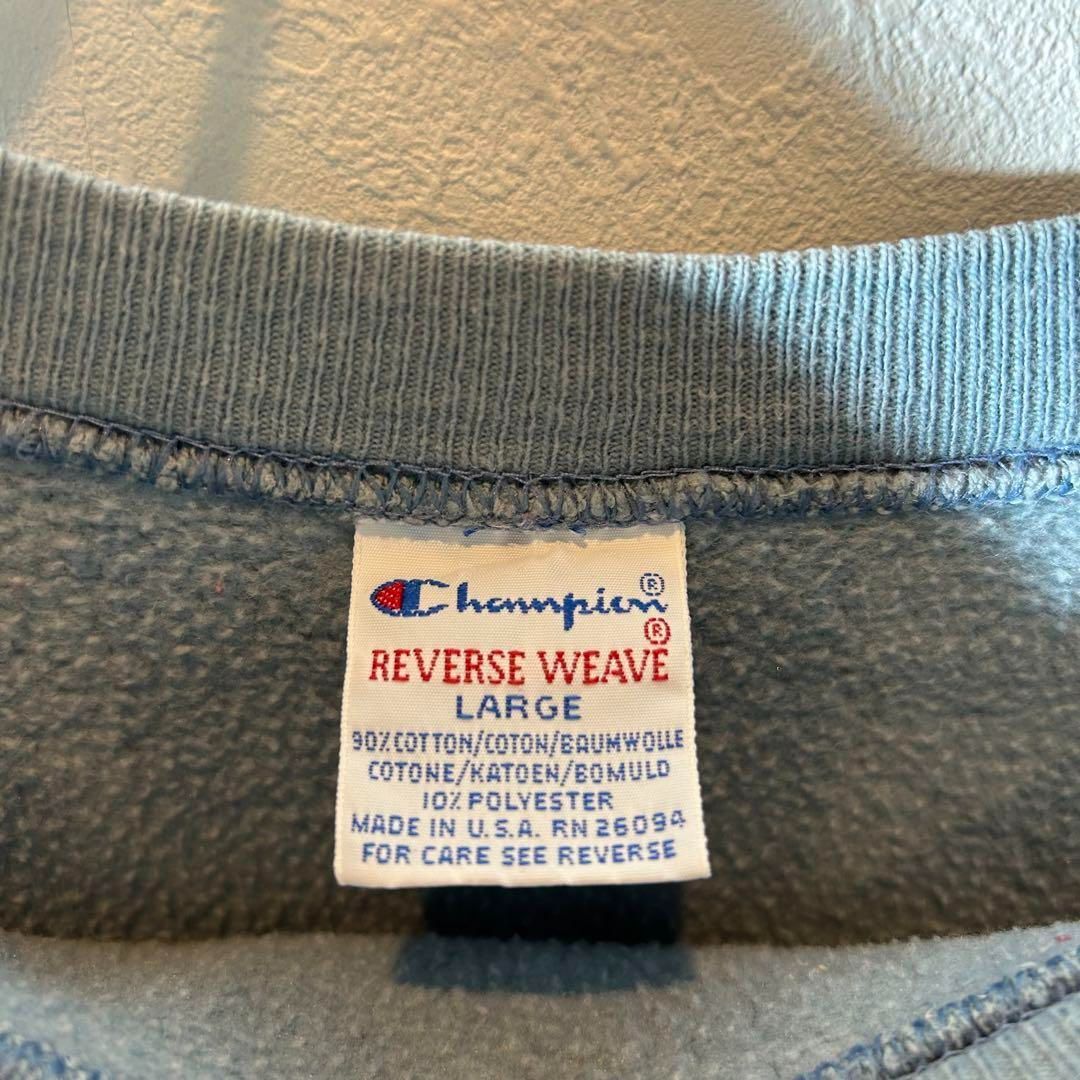 Champion®
REVERSE WEAVE®
LARGE
90% COTTON/COTON/BAUMWOLLE
COTONE/KATOEN/BOMULD
10% POLYESTER
MADE IN U.S.A. RN 26094
FOR CARE SEE REVERSE